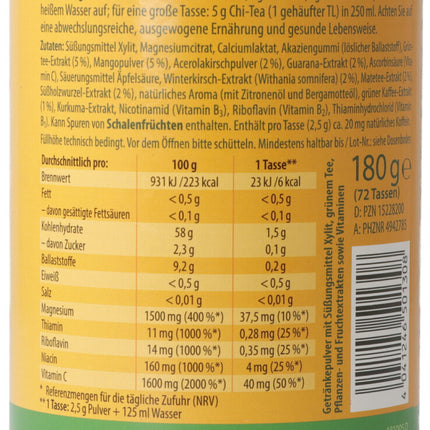 heißem Wasser auf; für eine große Tasse: 5 g Chi-Tea (1 gehäufter TL) in 250 ml. Achten Sie auf
eine abwechslungsreiche, ausgewogene Ernährung und gesunde Lebensweise.
Zutaten: Süßungsmittel Xylit, Magnesiumcitrat, Calciumlaktat, Akaziengummi (löslicher Ballaststoff), Grün-
tee-Extrakt (5 %), Mangopulver (5 %), Acerolakirschpulver (2 %), Guarana-Extrakt (2 %), Ascorbinsäure (Vit-
amin C), Säuerungsmittel Äpfelsäure, Winterkirsch-Extrakt (Withania somnifera) (2 %), Matetee-Extrakt (2 %),
Süßholzwurzel-Extrakt (2 %), natürliches Aroma (mit Zitronenöl und Bergamotteöl), grüner Kaffee-Extrakt
(1 %), Kurkuma-Extrakt, Nicotinamid (Vitamin B₃), Riboflavin (Vitamin B₂), Thiaminhydrochlorid (Vitamin
B₁). Kann Spuren von Schalenfrüchten enthalten. Enthält pro Tasse (2,5 g) ca. 20 mg natürliches Koffein.
Füllhöhe technisch bedingt. Vor dem Öffnen bitte schütteln. Mindestens haltbar bis / Lot-Nr.: siehe Dosenboden
Durchschnittlich pro: 100 g 1 Tasse**
Brennwert 931 kJ /223 kcal 23 kJ /6 kcal
Fett < 0,5 g < 0,5 g
– davon gesättigte Fettsäuren < 0,1 g < 0,1 g
Kohlenhydrate 58 g 1,5 g
– davon Zucker 2,3 g 0,1 g
Ballaststoffe 9,2 g 0,2 g
Eiweiß < 0,5 g < 0,5 g
Salz < 0,01 g < 0,01 g
Magnesium 1500 mg (400 %*) 37,5 mg (10 %*)
Thiamin 11 mg (1000 %*) 0,28 mg (25 %*)
Riboflavin 14 mg (1000 %*) 0,35 mg (25 %*)
Niacin 160 mg (1000 %*) 4 mg (25 %*)
Vitamin C 1600 mg (2000 %*) 40 mg (50 %*)
* Referenzmengen für die tägliche Zufuhr (NRV)
** 1 Tasse: 2,5 g Pulver + 125 ml Wasser
180 g e
(72 Tassen)
D: PZN 15228200
A: PHZNR 4942785
Getränkepulver mit Süßungsmittel Xylit, grünem Tee,
Pflanzen- und Fruchtextrakten sowie Vitaminen
4 041246 501308